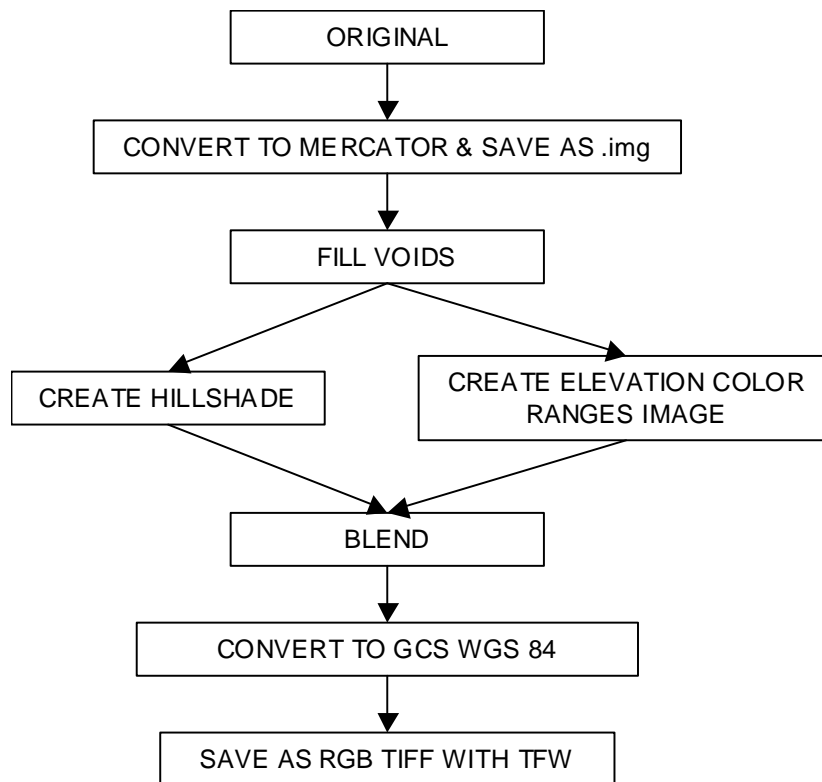 ORIGINAL
CONVERT TO MERCATOR & SAVE AS .img
FILL VOIDS
CREATE HILLSHADE
CREATE ELEVATION COLOR
RANGES IMAGE
BLEND
CONVERT TO GCS WGS 84
SAVE AS RGB TIFF WITH TFW